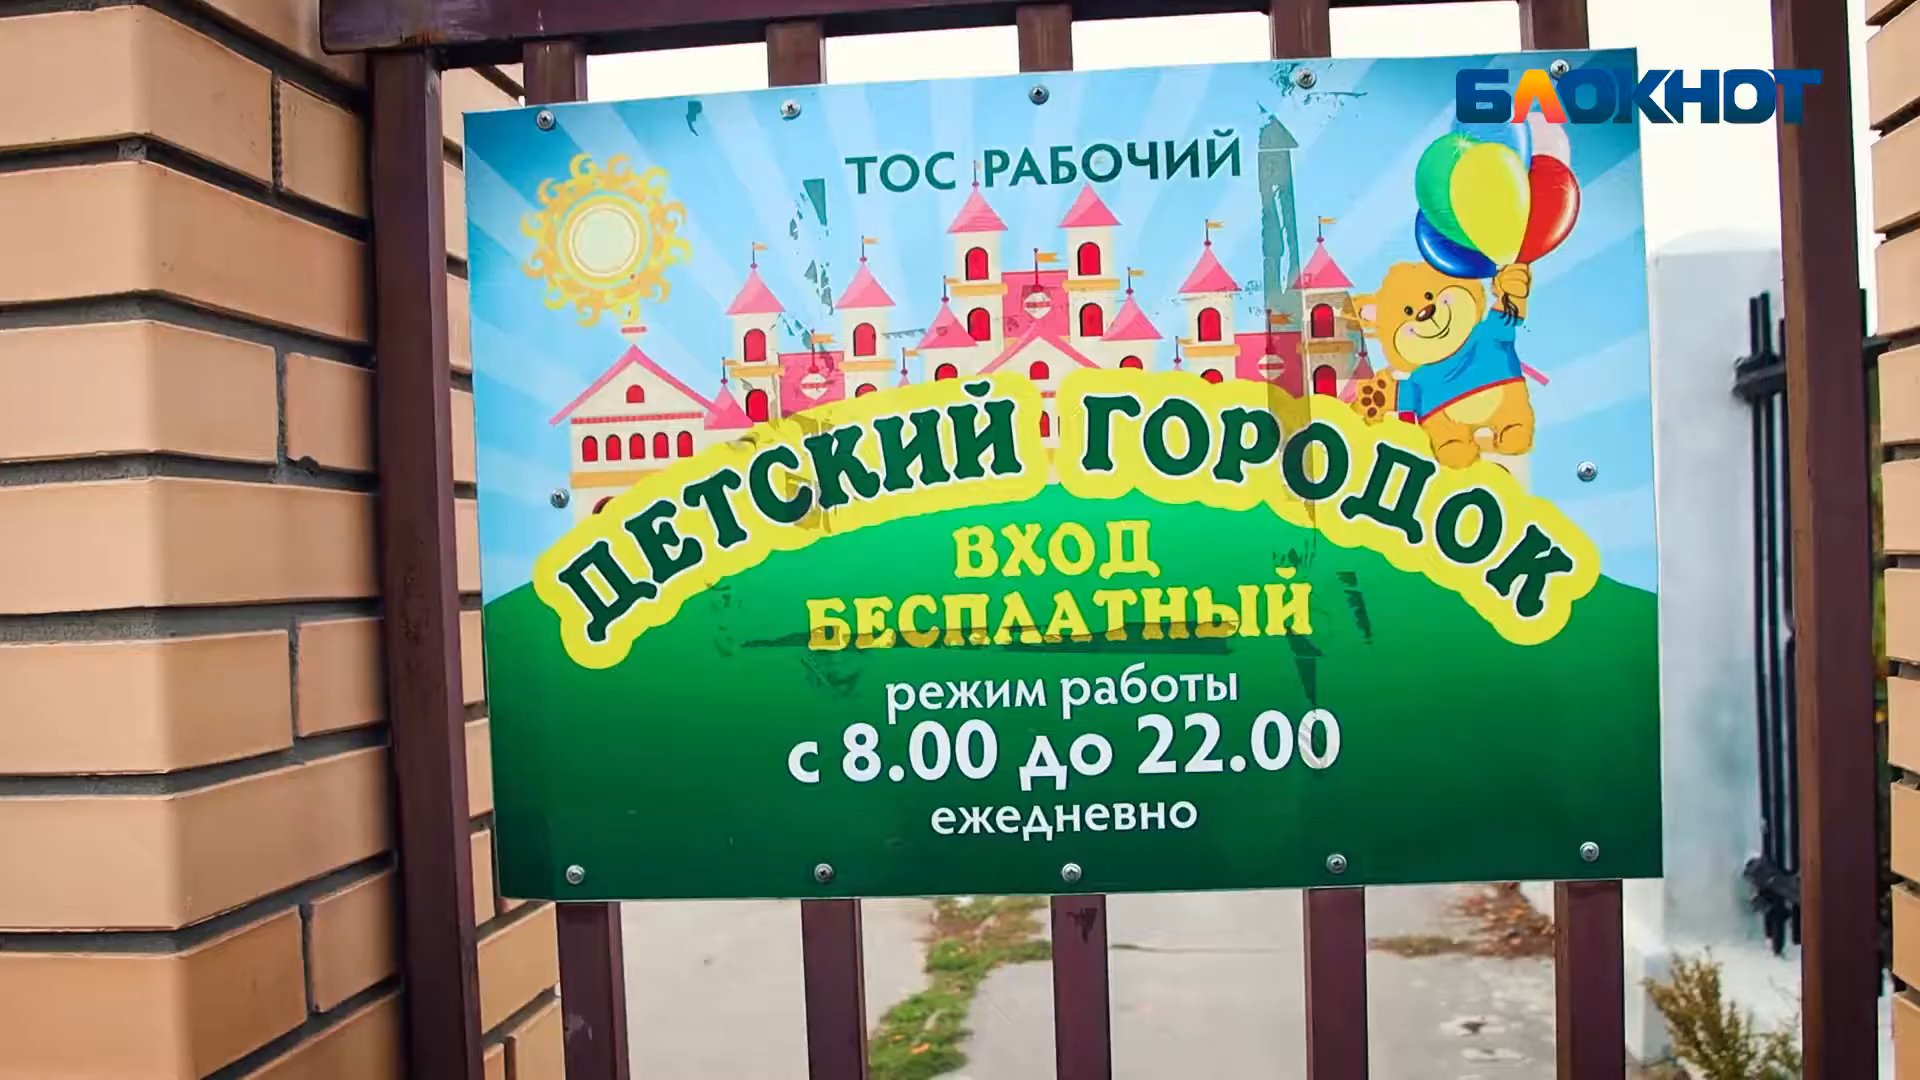 БЛОКНОТ
ТОС РАБОЧИЙ
ДЕТСКИЙ ГОРОДОК
ВХОД
БЕСПЛАТНЫЙ
режим работы
с 8.00 до 22.00
ежедневно